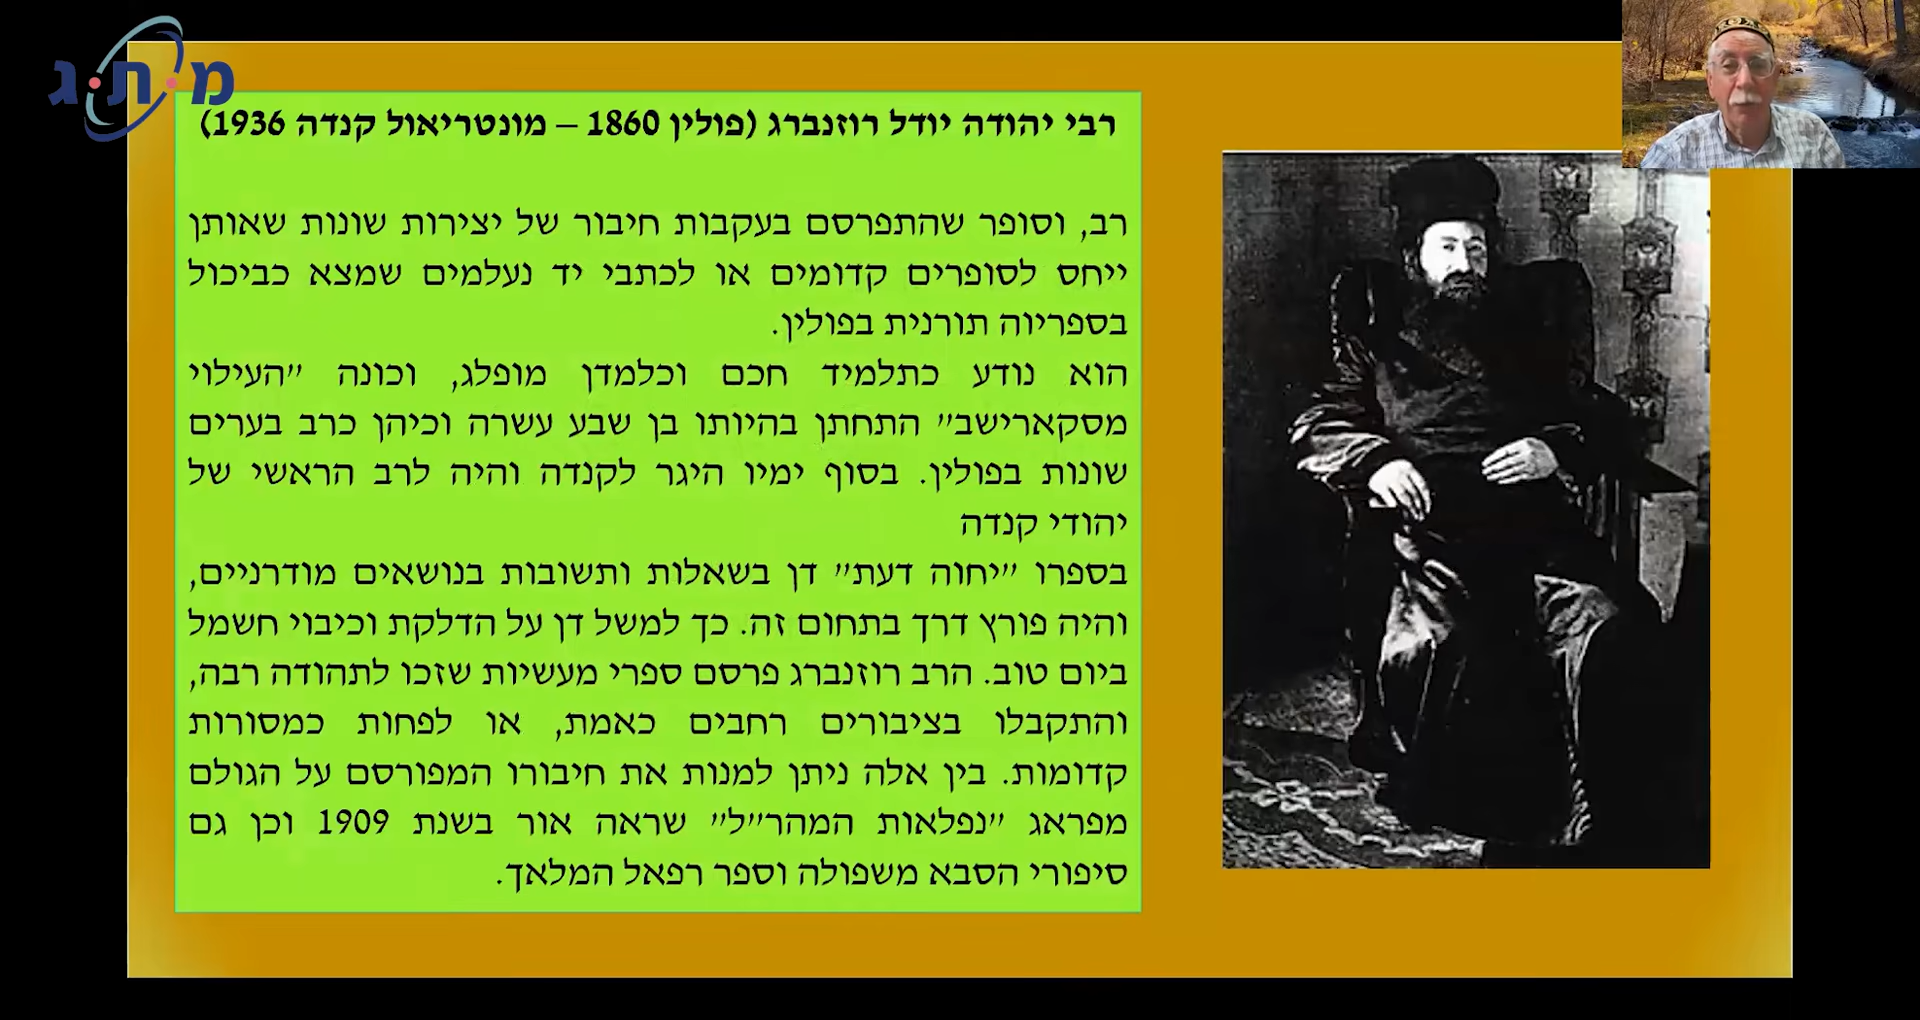 מ.ת.ג
רבי יהודה יודל רוזנברג (פולין 1860 – מונטריאול קנדה 1936)
רב, וסופר שהתפרסם בעקבות חיבור של יצירות שונות שאותן
ייחס לסופרים קדומים או לכתבי יד נעלמים שמצא כביכול
בספריוה תורנית בפולין.
הוא נודע כתלמיד חכם וכלמדן מופלג, וכונה "העילוי
מסקארישב" התחתן בהיותו בן שבע עשרה וכיהן כרב בערים
שונות בפולין. בסוף ימיו היגר לקנדה והיה לרב הראשי של
יהודי קנדה
בספרו "יחוה דעת" דן בשאלות ותשובות בנושאים מודרניים,
והיה פורץ דרך בתחום זה. כך למשל דן על הדלקת וכיבוי חשמל
ביום טוב. הרב רוזנברג פרסם ספרי מעשיות שזכו לתהודה רבה,
והתקבלו בציבורים רחבים כאמת, או לפחות כמסורות
קדומות. בין אלה ניתן למנות את חיבורו המפורסם על הגולם
מפראג "נפלאות המהר"ל" שראה אור בשנת 1909 וכן גם
סיפורי הסבא משפולה וספר רפאל המלאך.